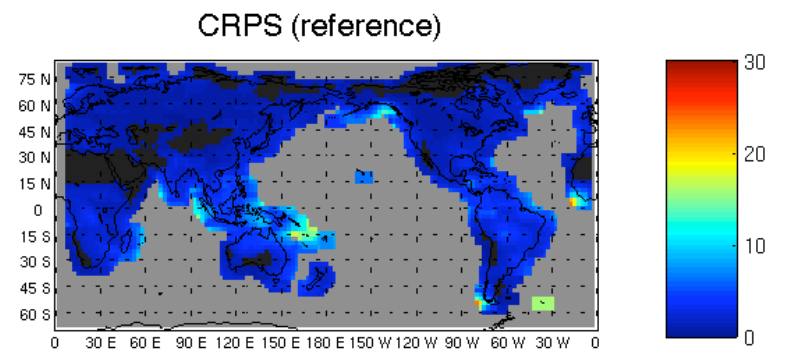 CRPS (reference)
75 N
60 N
45 N
30 N
15 N
0
15 S
30 S
45 S
60 S
0 30 E 60 E 90 E 120 E 150 E 180 E 150 W 120 W 90 W 60 W 30 W 0
30
20
10
0